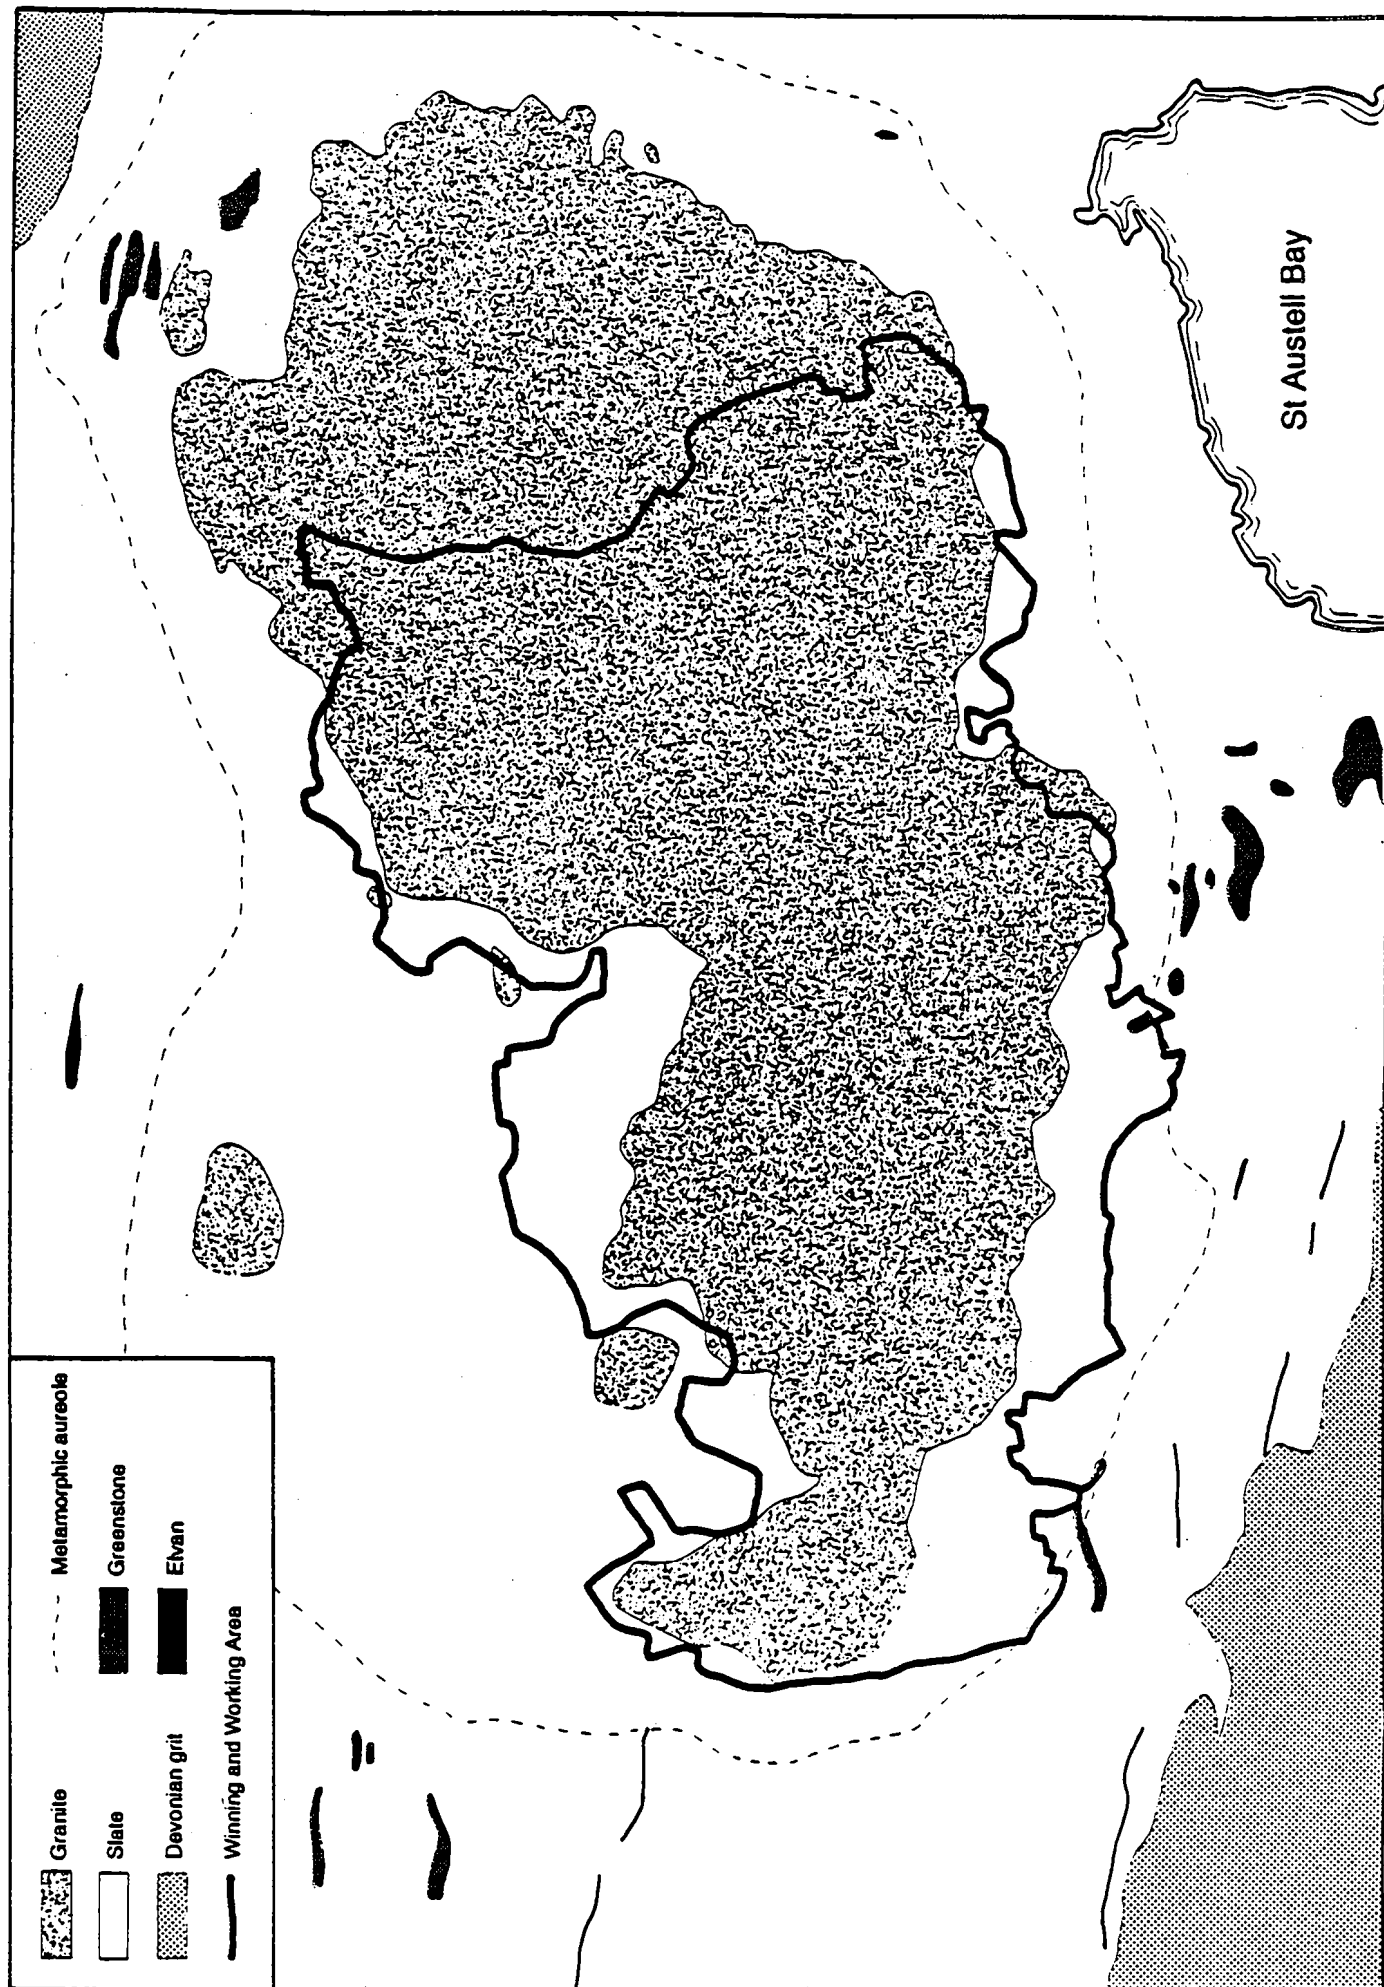 Granite
Slate
Devonian grit
Winning and Working Area
Metamorphic aureole
Greenstone
Elvan
St Austell Bay